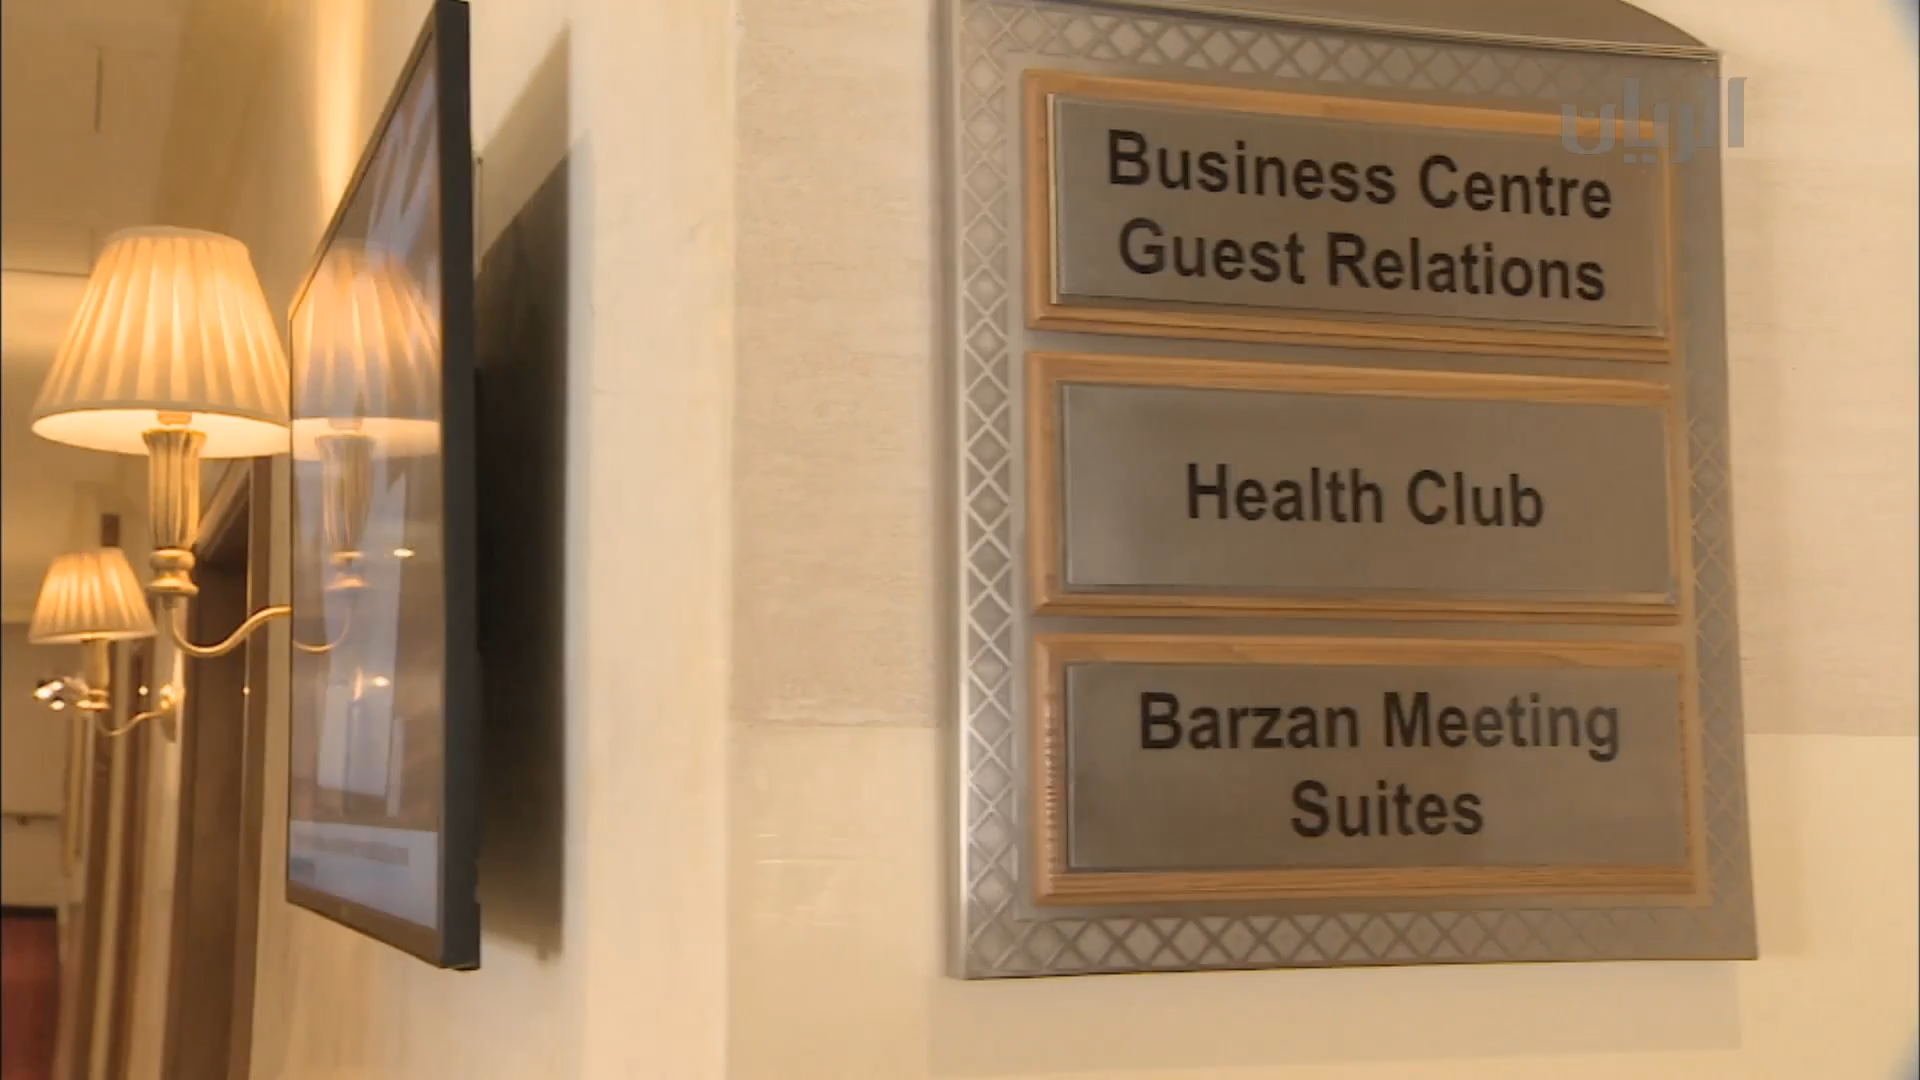 الريان
Business Centre
Guest Relations
Health Club
Barzan Meeting
Suites